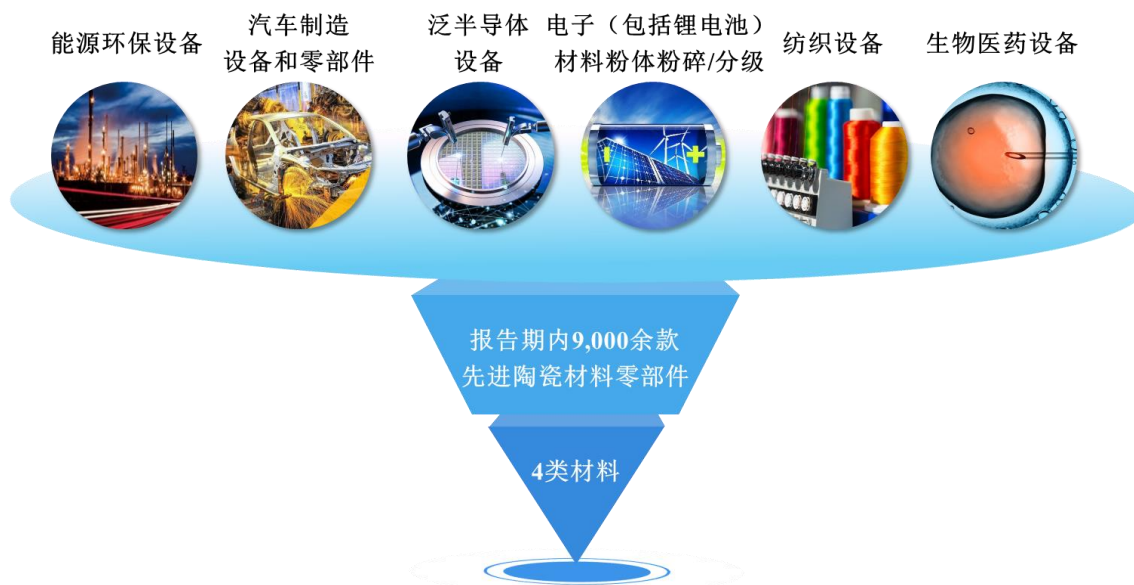 能源环保设备
汽车制造
设备和零部件
泛半导体
设备
电子（包括锂电池）
材料粉体粉碎/分级
纺织设备
生物医药设备
报告期内9,000余款
先进陶瓷材料零部件
4类材料